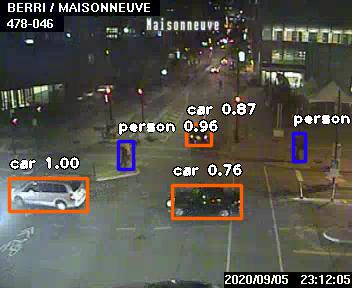 BERRI / MAISONNEUVE
478-046
Maisonneuve
car 0.87
person 0.96
person
car 1.00
car 0.76
2020/09/05 23:12:05